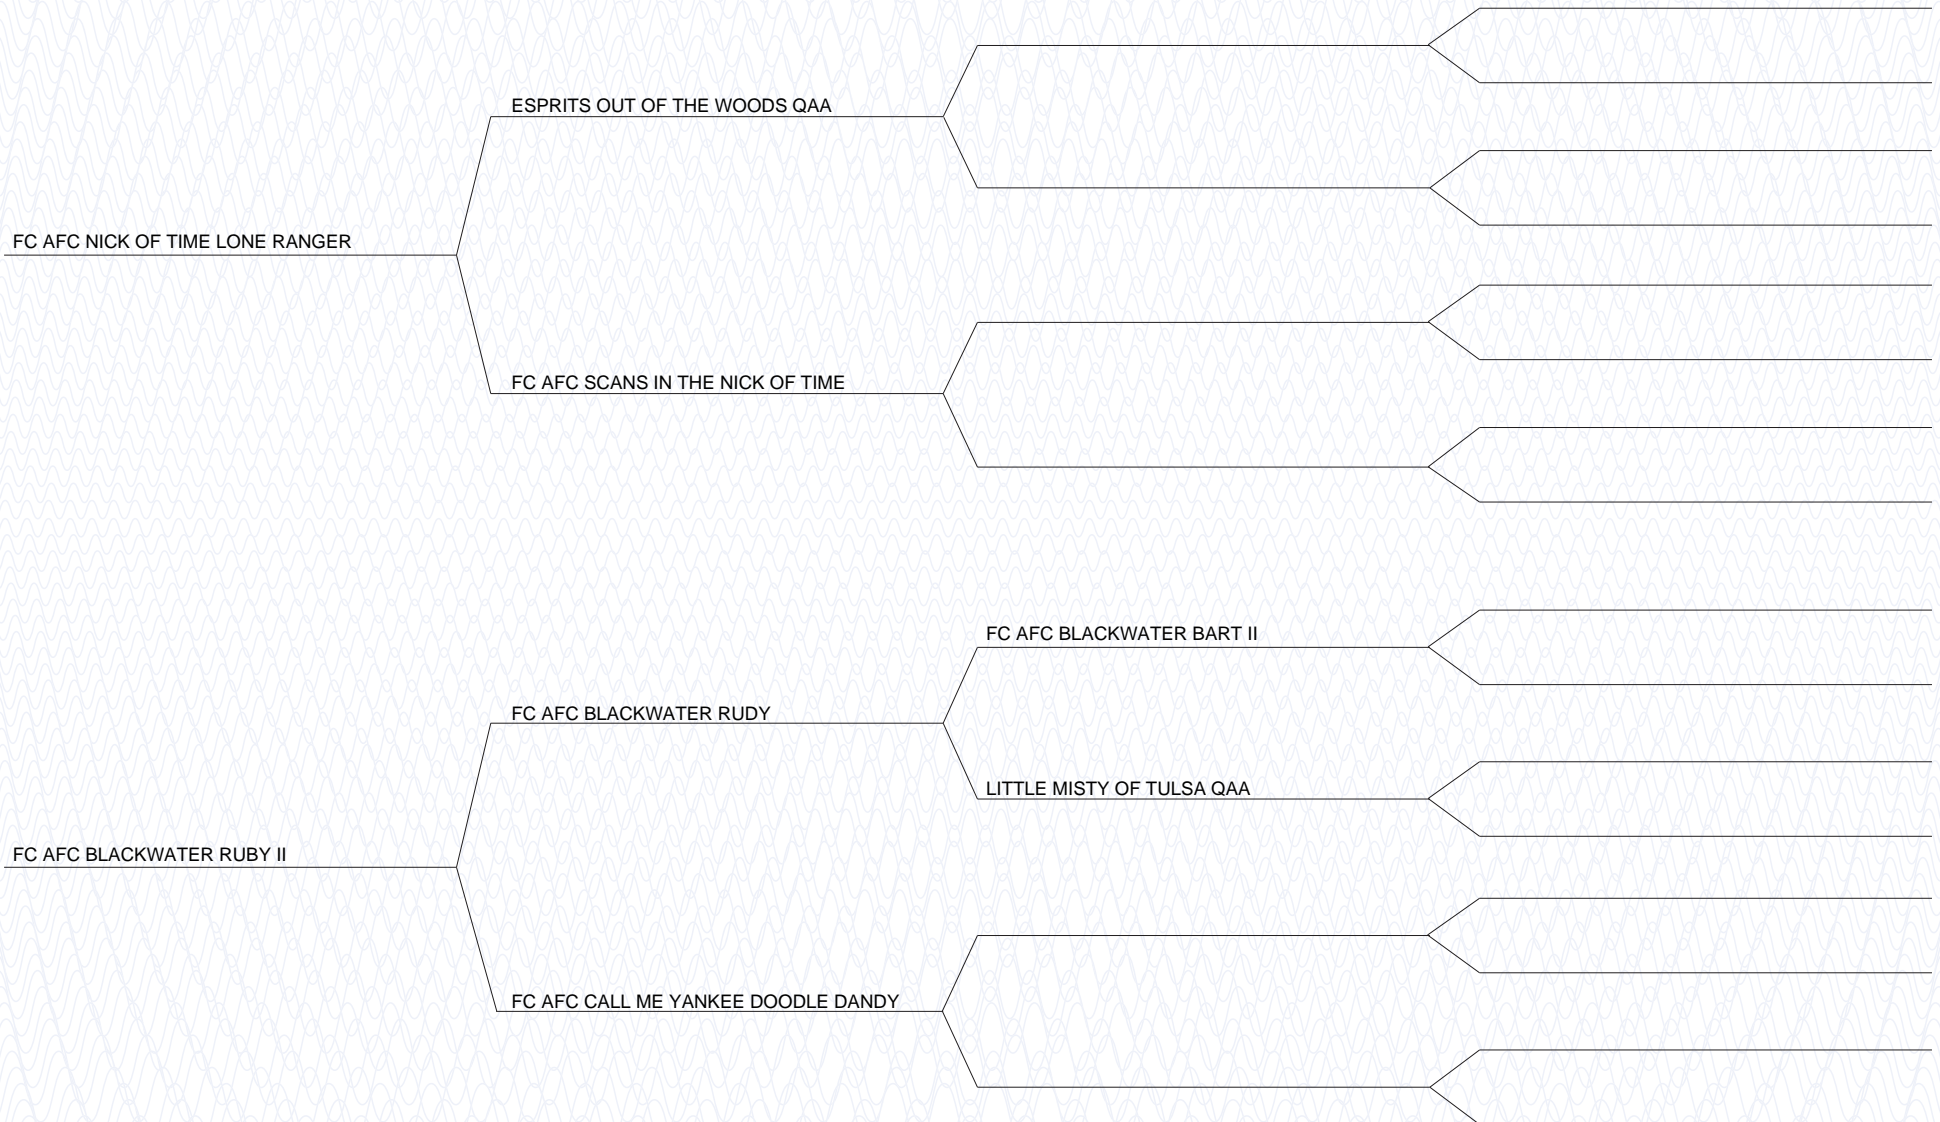 ESPRITS OUT OF THE WOODS QAA
FC AFC NICK OF TIME LONE RANGER
FC AFC SCANS IN THE NICK OF TIME
FC AFC BLACKWATER BART II
FC AFC BLACKWATER RUDY
LITTLE MISTY OF TULSA QAA
FC AFC BLACKWATER RUBY II
FC AFC CALL ME YANKEE DOODLE DANDY